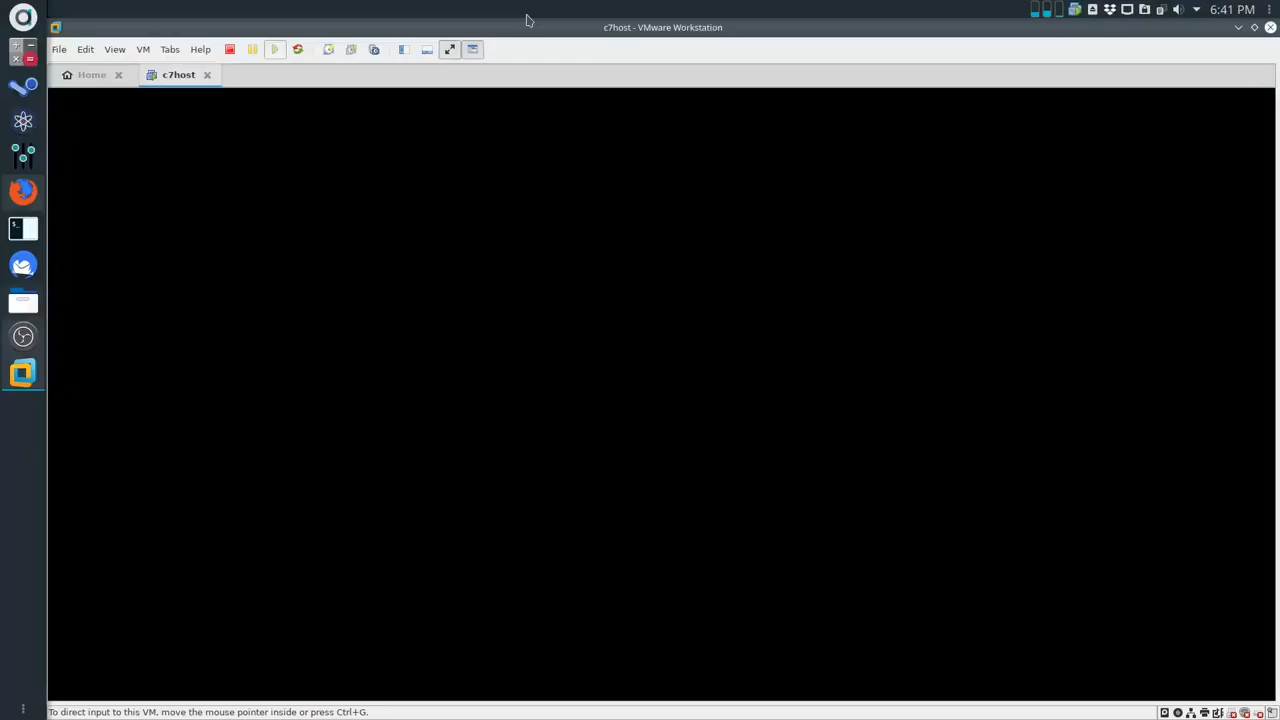 6:41 PM
c7host - VMware Workstation
File Edit View VM Tabs Help
Home c7host
To direct input to this VM, move the mouse pointer inside or press Ctrl+G.